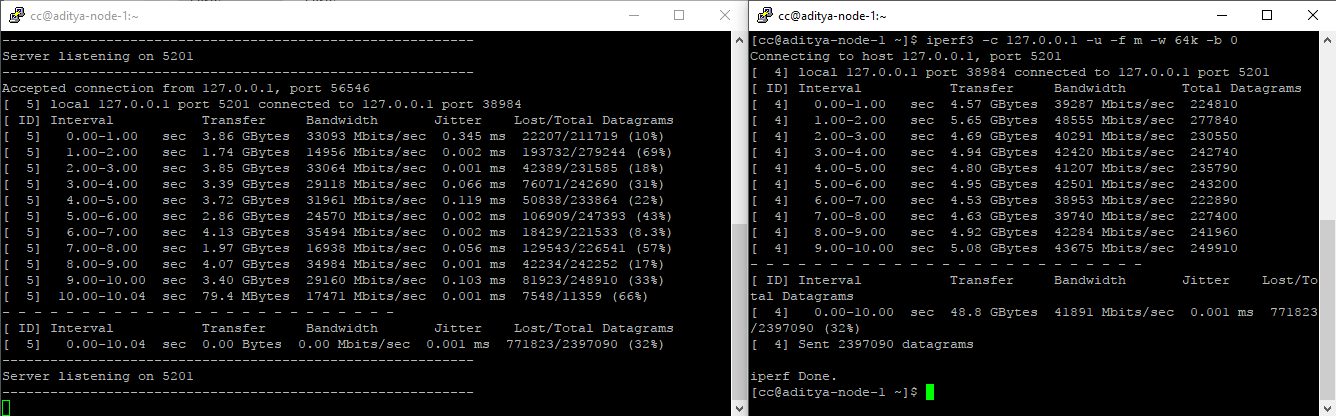 cc@aditya-node-1:~
-----------------------------------------------------------
Server listening on 5201
-----------------------------------------------------------
Accepted connection from 127.0.0.1, port 56546
[  5] local 127.0.0.1 port 5201 connected to 127.0.0.1 port 38984
[ ID] Interval           Transfer     Bandwidth       Jitter    Lost/Total Datagrams
[  5]   0.00-1.00   sec  3.86 GBytes  33093 Mbits/sec  0.345 ms  22207/211719 (10%)
[  5]   1.00-2.00   sec  1.74 GBytes  14956 Mbits/sec  0.002 ms  193732/279244 (69%)
[  5]   2.00-3.00   sec  3.85 GBytes  33064 Mbits/sec  0.001 ms  42389/231585 (18%)
[  5]   3.00-4.00   sec  3.39 GBytes  29118 Mbits/sec  0.066 ms  76071/242690 (31%)
[  5]   4.00-5.00   sec  3.72 GBytes  31961 Mbits/sec  0.119 ms  50838/233864 (22%)
[  5]   5.00-6.00   sec  2.86 GBytes  24570 Mbits/sec  0.002 ms  106909/247393 (43%)
[  5]   6.00-7.00   sec  4.13 GBytes  35494 Mbits/sec  0.002 ms  18429/221533 (8.3%)
[  5]   7.00-8.00   sec  1.97 GBytes  16938 Mbits/sec  0.056 ms  129543/226541 (57%)
[  5]   8.00-9.00   sec  4.07 GBytes  34984 Mbits/sec  0.001 ms  42234/242252 (17%)
[  5]   9.00-10.00  sec  3.40 GBytes  29160 Mbits/sec  0.103 ms  81923/248910 (33%)
[  5]  10.00-10.04  sec  79.4 MBytes  17471 Mbits/sec  0.001 ms  7548/11359 (66%)
- - - - - - - - - - - - - - - - - - - - - - - - -
[ ID] Interval           Transfer     Bandwidth       Jitter    Lost/Total Datagrams
[  5]   0.00-10.04  sec  0.00 Bytes  0.00 Mbits/sec  0.001 ms  771823/2397090 (32%)
-----------------------------------------------------------
Server listening on 5201
-----------------------------------------------------------
cc@aditya-node-1:~
[cc@aditya-node-1 ~]$ iperf3 -c 127.0.0.1 -u -f m -w 64k -b 0
Connecting to host 127.0.0.1, port 5201
[  4] local 127.0.0.1 port 38984 connected to 127.0.0.1 port 5201
[ ID] Interval           Transfer     Bandwidth       Total Datagrams
[  4]   0.00-1.00   sec  4.57 GBytes  39287 Mbits/sec  224810
[  4]   1.00-2.00   sec  5.65 GBytes  48555 Mbits/sec  277840
[  4]   2.00-3.00   sec  4.69 GBytes  40291 Mbits/sec  230550
[  4]   3.00-4.00   sec  4.94 GBytes  42420 Mbits/sec  242740
[  4]   4.00-5.00   sec  4.80 GBytes  41207 Mbits/sec  235790
[  4]   5.00-6.00   sec  4.95 GBytes  42501 Mbits/sec  243200
[  4]   6.00-7.00   sec  4.53 GBytes  38953 Mbits/sec  222890
[  4]   7.00-8.00   sec  4.63 GBytes  39740 Mbits/sec  227400
[  4]   8.00-9.00   sec  4.92 GBytes  42284 Mbits/sec  241960
[  4]   9.00-10.00  sec  5.08 GBytes  43675 Mbits/sec  249910
- - - - - - - - - - - - - - - - - - - - - - - - -
[ ID] Interval           Transfer     Bandwidth       Jitter    Lost/To
tal Datagrams
[  4]   0.00-10.00  sec  48.8 GBytes  41891 Mbits/sec  0.001 ms  771823
/2397090 (32%)
[  4] Sent 2397090 datagrams
iperf Done.
[cc@aditya-node-1 ~]$